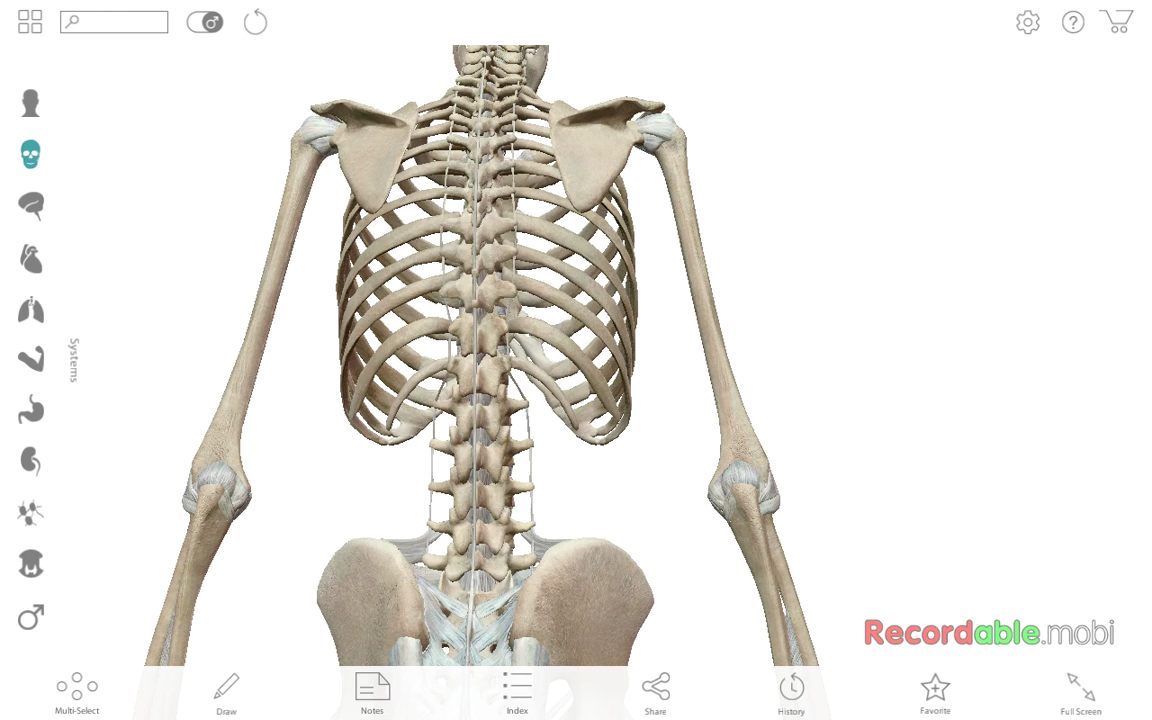 Systems
Recordable.mobi
Multi-Select
Draw
Notes
Index
Share
History
Favorite
Full Screen